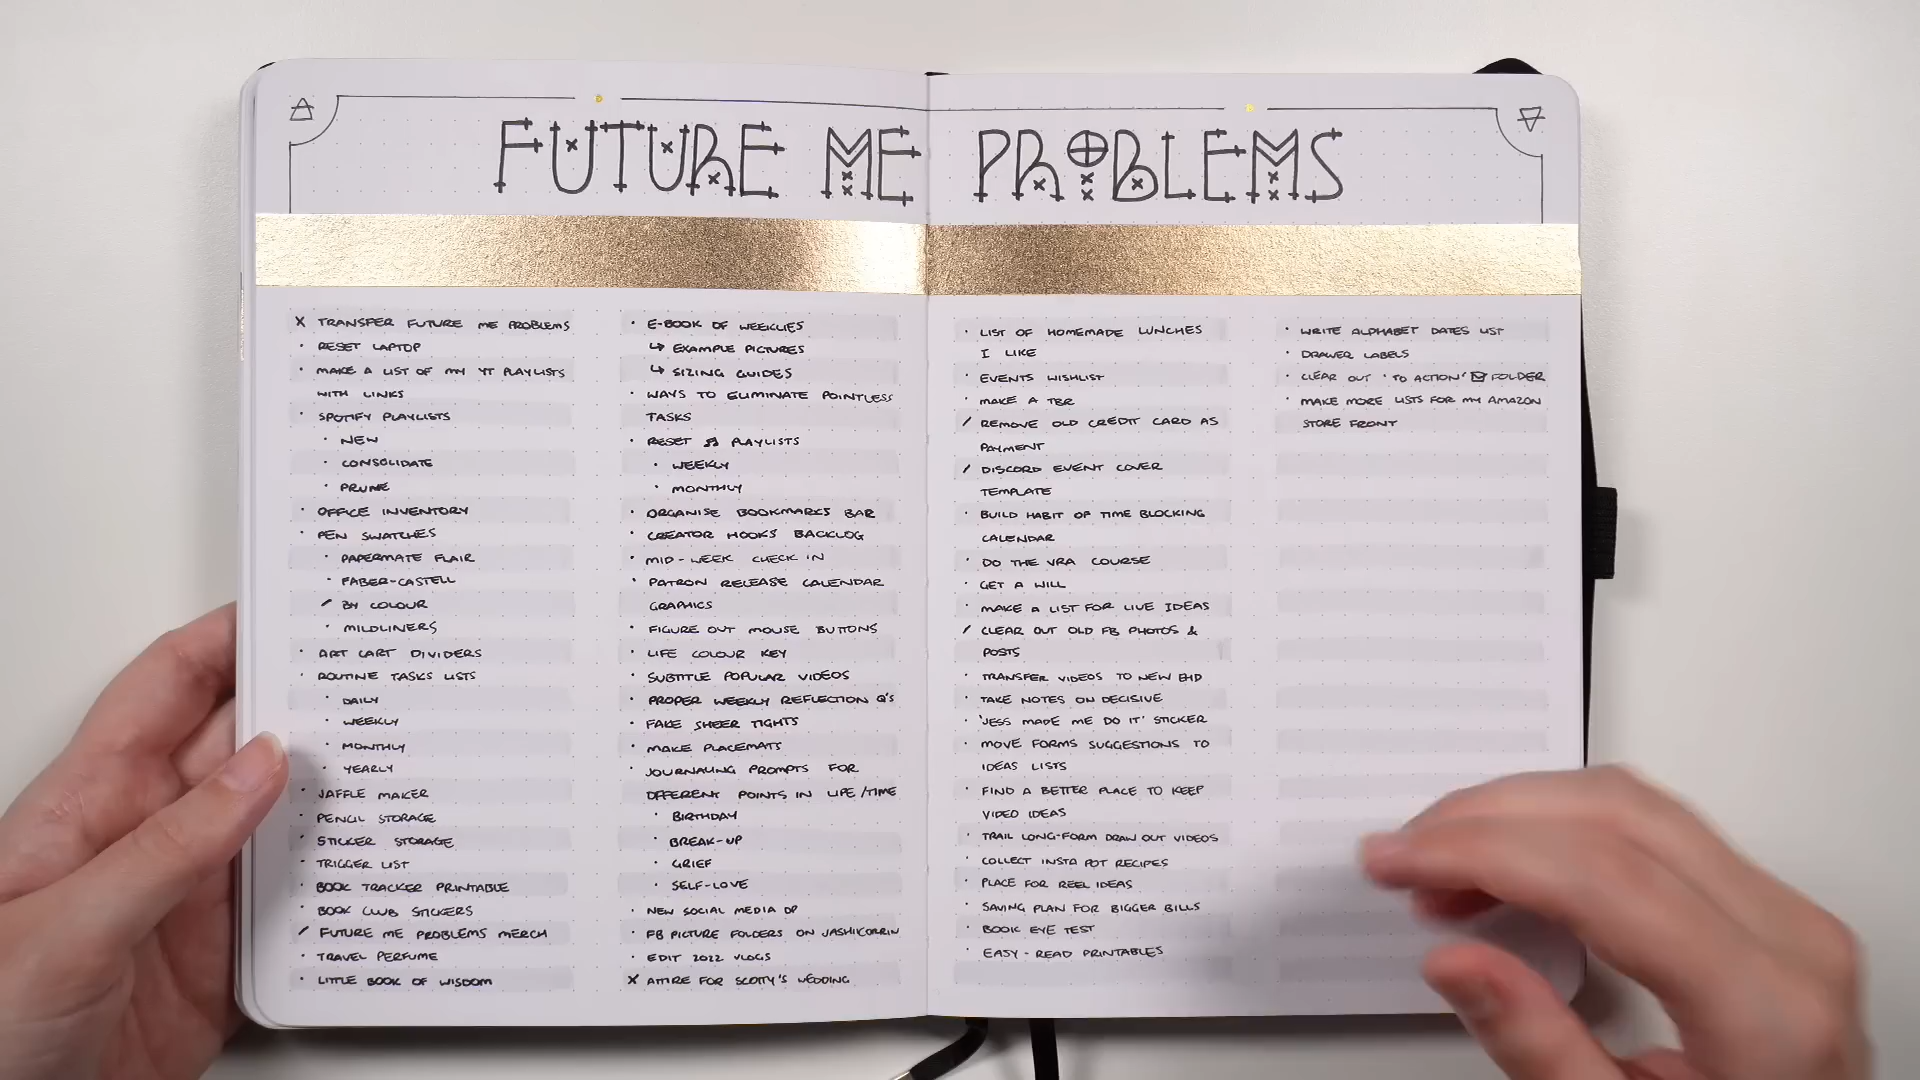 FUTURE ME PROBLEMS
X TRANSFER FUTURE ME PROBLEMS
· RESET LAPTOP
· MAKE A LIST OF MY YT PLAYLISTS
WITH LINKS
· SPOTIFY PLAYLISTS
· NEW
· CONSOLIDATE
· PRUNE
· OFFICE INVENTORY
· PEN SWATCHES
· PAPERMATE FLAIR
· FABER-CASTELL
/ BY COLOUR
· MILDLINERS
· ART CART DIVIDERS
· ROUTINE TASKS LISTS
· DAILY
· WEEKLY
· MONTHLY
· YEARLY
· JAFFLE MAKER
· PENCIL STORAGE
· STICKER STORAGE
· TRIGGER LIST
· BOOK TRACKER PRINTABLE
· BOOK CLUB STICKERS
/ FUTURE ME PROBLEMS MERCH
· TRAVEL PERFUME
· LITTLE BOOK OF WISDOM
· E-BOOK OF WEEKLIES
↳ EXAMPLE PICTURES
↳ SIZING GUIDES
· WAYS TO ELIMINATE POINTLESS
TASKS
· RESET PLAYLISTS
· WEEKLY
· MONTHLY
· ORGANISE BOOKMARKS BAR
· CREATOR HOOKS BACKLOG
· MID-WEEK CHECK IN
· PATRON RELEASE CALENDAR
GRAPHICS
· FIGURE OUT MOUSE BUTTONS
· LIFE COLOUR KEY
· SUBTITLE POPULAR VIDEOS
· PROPER WEEKLY REFLECTION Q'S
· FAKE SHEER TIGHTS
· MAKE PLACEMATS
· JOURNALING PROMPTS FOR
DIFFERENT POINTS IN LIFE/TIME
· BIRTHDAY
· BREAK-UP
· GRIEF
· SELF-LOVE
· NEW SOCIAL MEDIA DP
· FB PICTURE FOLDERS ON JASHIICORRIN
· EDIT 2022 VLOGS
X ATTIRE FOR SCOTTY'S WEDDING
· LIST OF HOMEMADE LUNCHES
I LIKE
· EVENTS WISHLIST
· MAKE A TBR
/ REMOVE OLD CREDIT CARD AS
PAYMENT
/ DISCORD EVENT COVER
TEMPLATE
· BUILD HABIT OF TIME BLOCKING
CALENDAR
· DO THE VRA COURSE
· GET A WILL
· MAKE A LIST FOR LIVE IDEAS
/ CLEAR OUT OLD FB PHOTOS &
POSTS
· TRANSFER VIDEOS TO NEW EHD
· TAKE NOTES ON DECISIVE
· 'JESS MADE ME DO IT' STICKER
· MOVE FORMS SUGGESTIONS TO
IDEAS LISTS
· FIND A BETTER PLACE TO KEEP
VIDEO IDEAS
· TRAIL LONG-FORM DRAW OUT VIDEOS
· COLLECT INSTA POT RECIPES
· PLACE FOR REEL IDEAS
· SAVING PLAN FOR BIGGER BILLS
· BOOK EYE TEST
· EASY-READ PRINTABLES
· WRITE ALPHABET DATES LIST
· DRAWER LABELS
· CLEAR OUT 'TO ACTION' FOLDER
· MAKE MORE LISTS FOR MY AMAZON
STORE FRONT